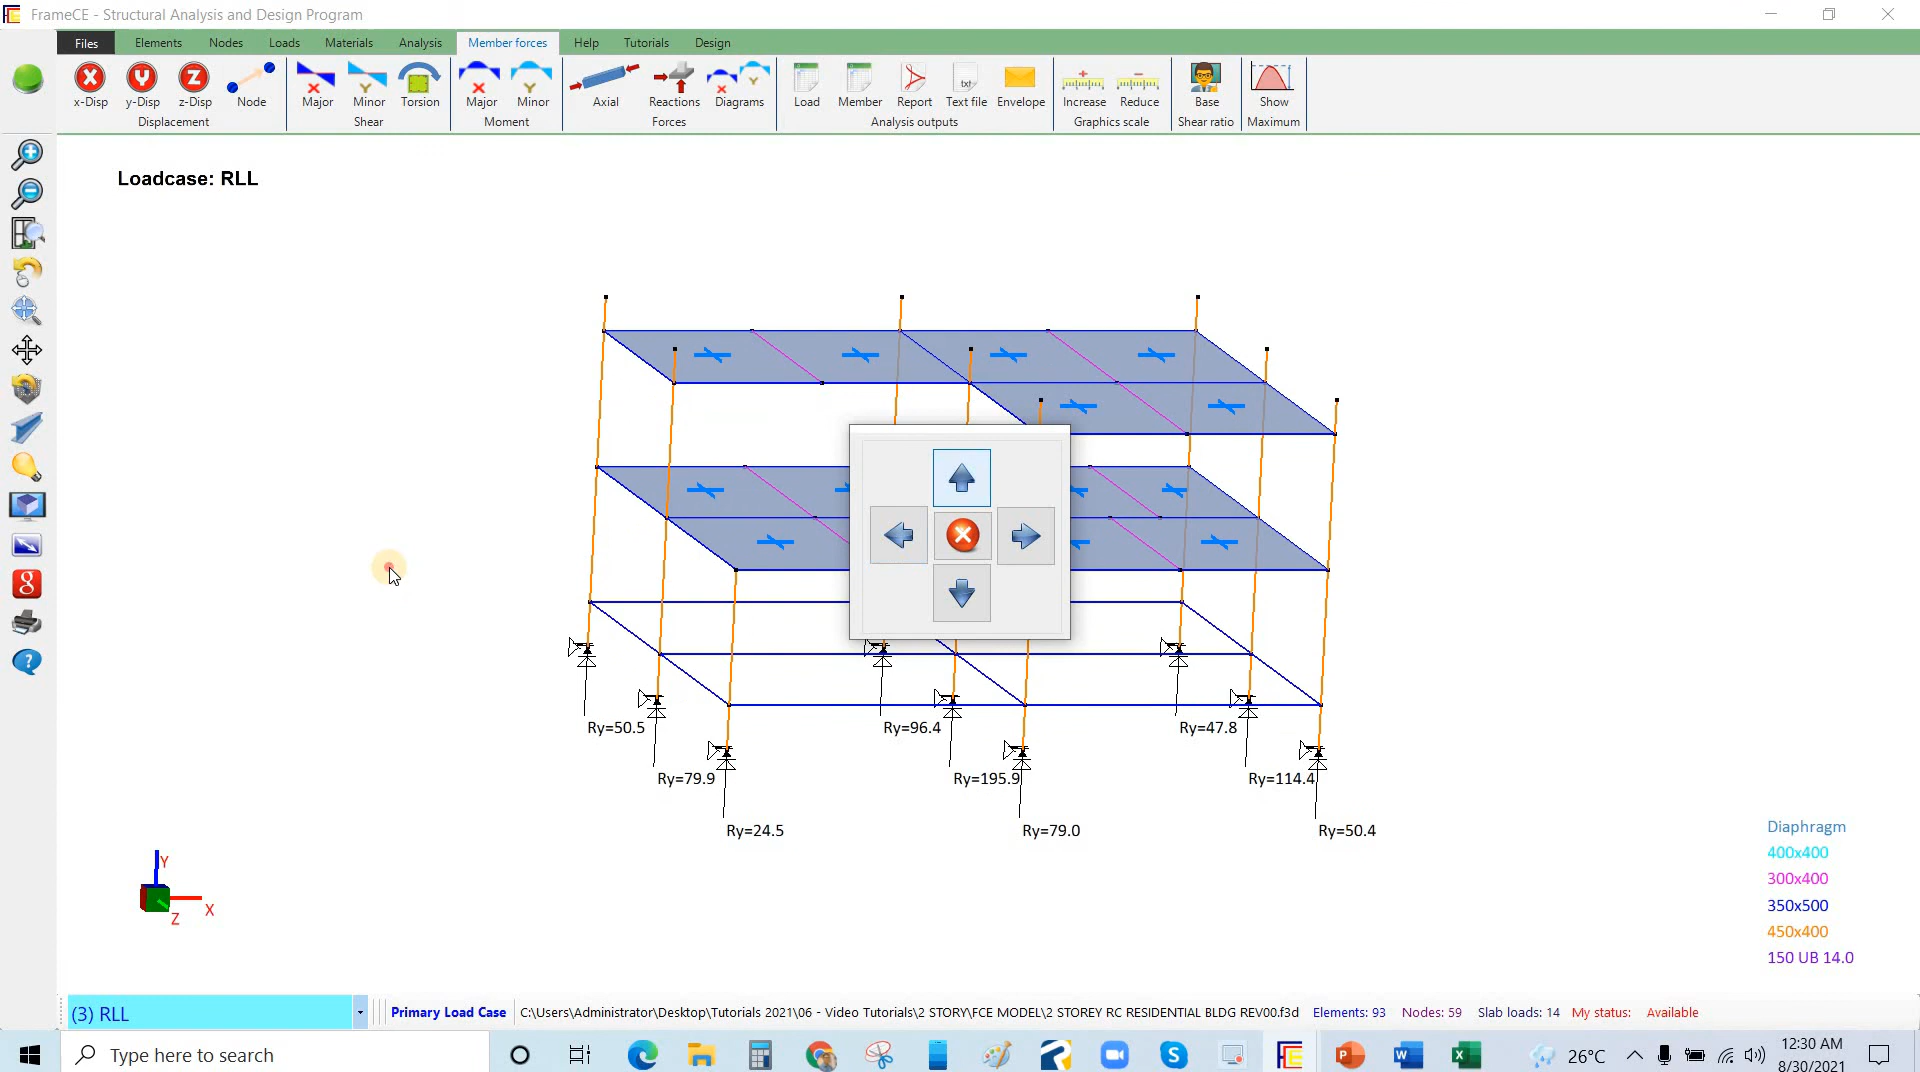 FrameCE - Structural Analysis and Design Program
Files Elements Nodes Loads Materials Analysis Member forces Help Tutorials Design
X Y Z X Y X Y X Y txt
x-Disp y-Disp z-Disp Node Major Minor Torsion Major Minor Axial Reactions Diagrams Load Member Report Text file Envelope Increase Reduce Base Show
Displacement Shear Moment Forces Analysis outputs Graphics scale Shear ratio Maximum
Loadcase: RLL
Ry=50.5 Ry=96.4 Ry=47.8
Ry=79.9 Ry=195.9 Ry=114.4
Ry=24.5 Ry=79.0 Ry=50.4
Y
X
Z
Diaphragm
400x400
300x400
350x500
450x400
150 UB 14.0
(3) RLL Primary Load Case C:\Users\Administrator\Desktop\Tutorials 2021\06 - Video Tutorials\2 STORY\FCE MODEL\2 STOREY RC RESIDENTIAL BLDG REV00.f3d Elements: 93 Nodes: 59 Slab loads: 14 My status: Available
Type here to search
26°C
12:30 AM
8/30/2021